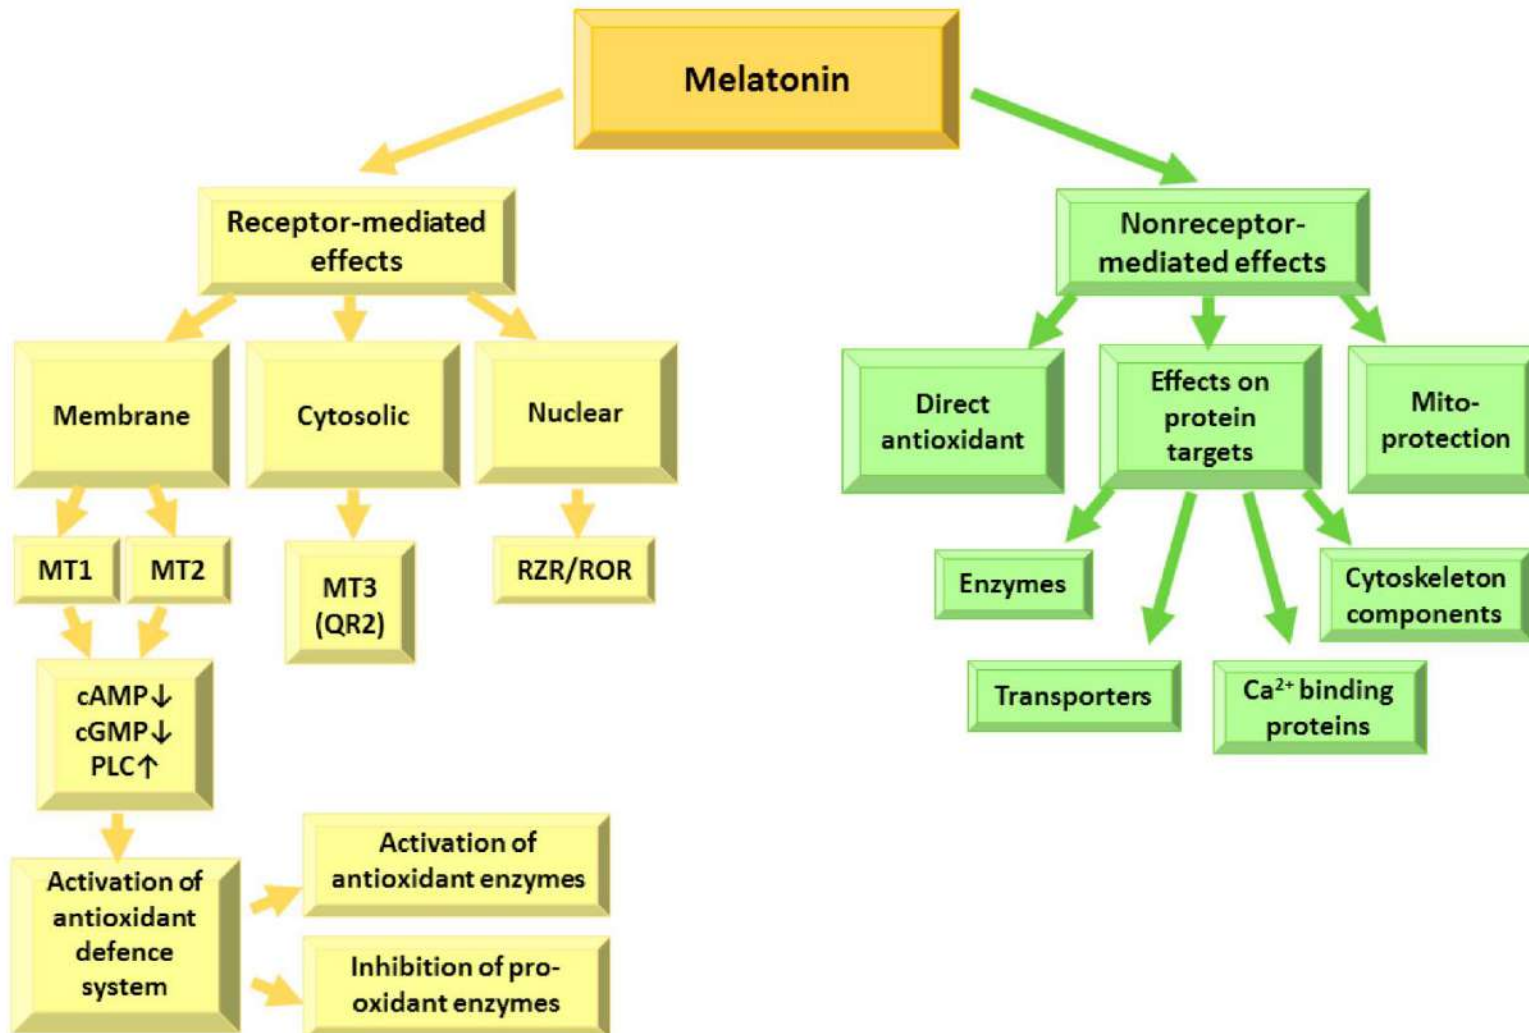 Melatonin
Receptor-mediated
effects
Nonreceptor-
mediated effects
Membrane
Cytosolic
Nuclear
Direct
antioxidant
Effects on
protein
targets
Mito-
protection
MT1
MT2
MT3
(QR2)
RZR/ROR
Enzymes
Cytoskeleton
components
Transporters
Ca²⁺ binding
proteins
cAMP↓
cGMP↓
PLC↑
Activation of
antioxidant
defence
system
Activation of
antioxidant enzymes
Inhibition of pro-
oxidant enzymes